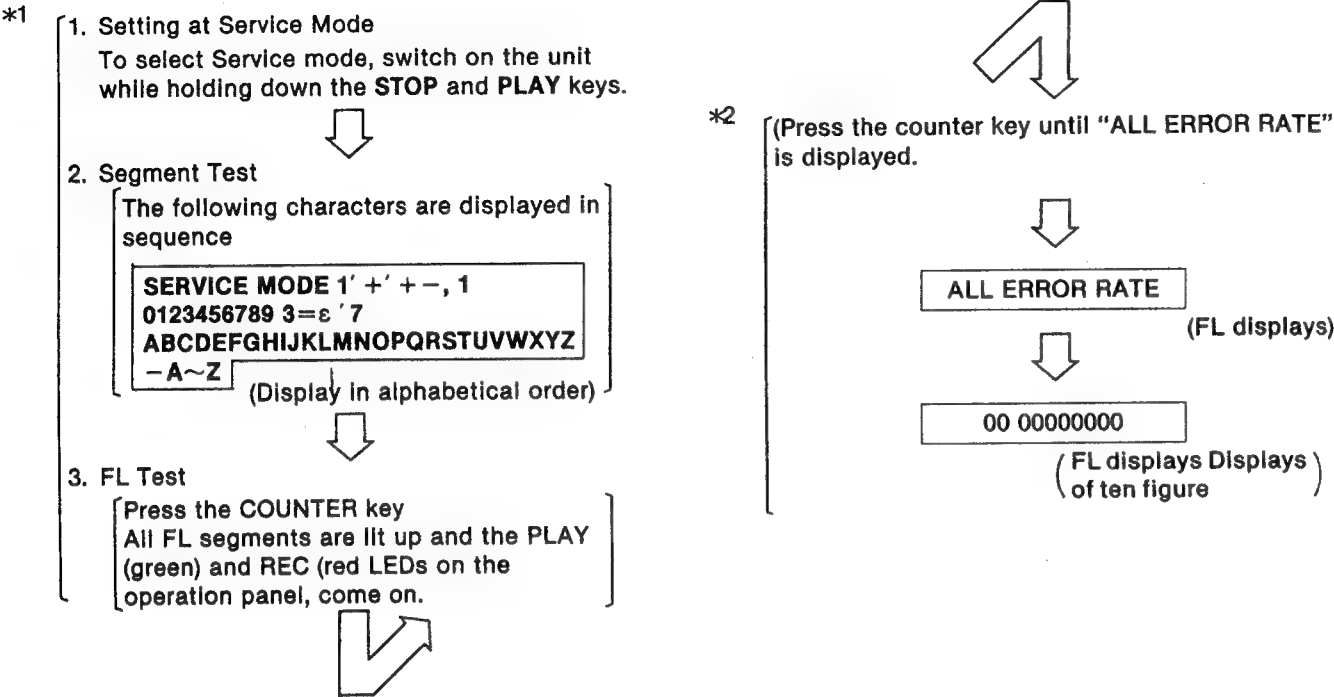 *1
1. Setting at Service Mode
To select Service mode, switch on the unit
while holding down the STOP and PLAY keys.
2. Segment Test
The following characters are displayed in
sequence
SERVICE MODE 1′ +′ + −, 1
0123456789 3=ε ′ 7
ABCDEFGHIJKLMNOPQRSTUVWXYZ
−A~Z
(Display in alphabetical order)
3. FL Test
Press the COUNTER key
All FL segments are lit up and the PLAY
(green) and REC (red LEDs on the
operation panel, come on.
*2
(Press the counter key until “ALL ERROR RATE”
is displayed.
ALL ERROR RATE
(FL displays)
00 00000000
(FL displays Displays
of ten figure)